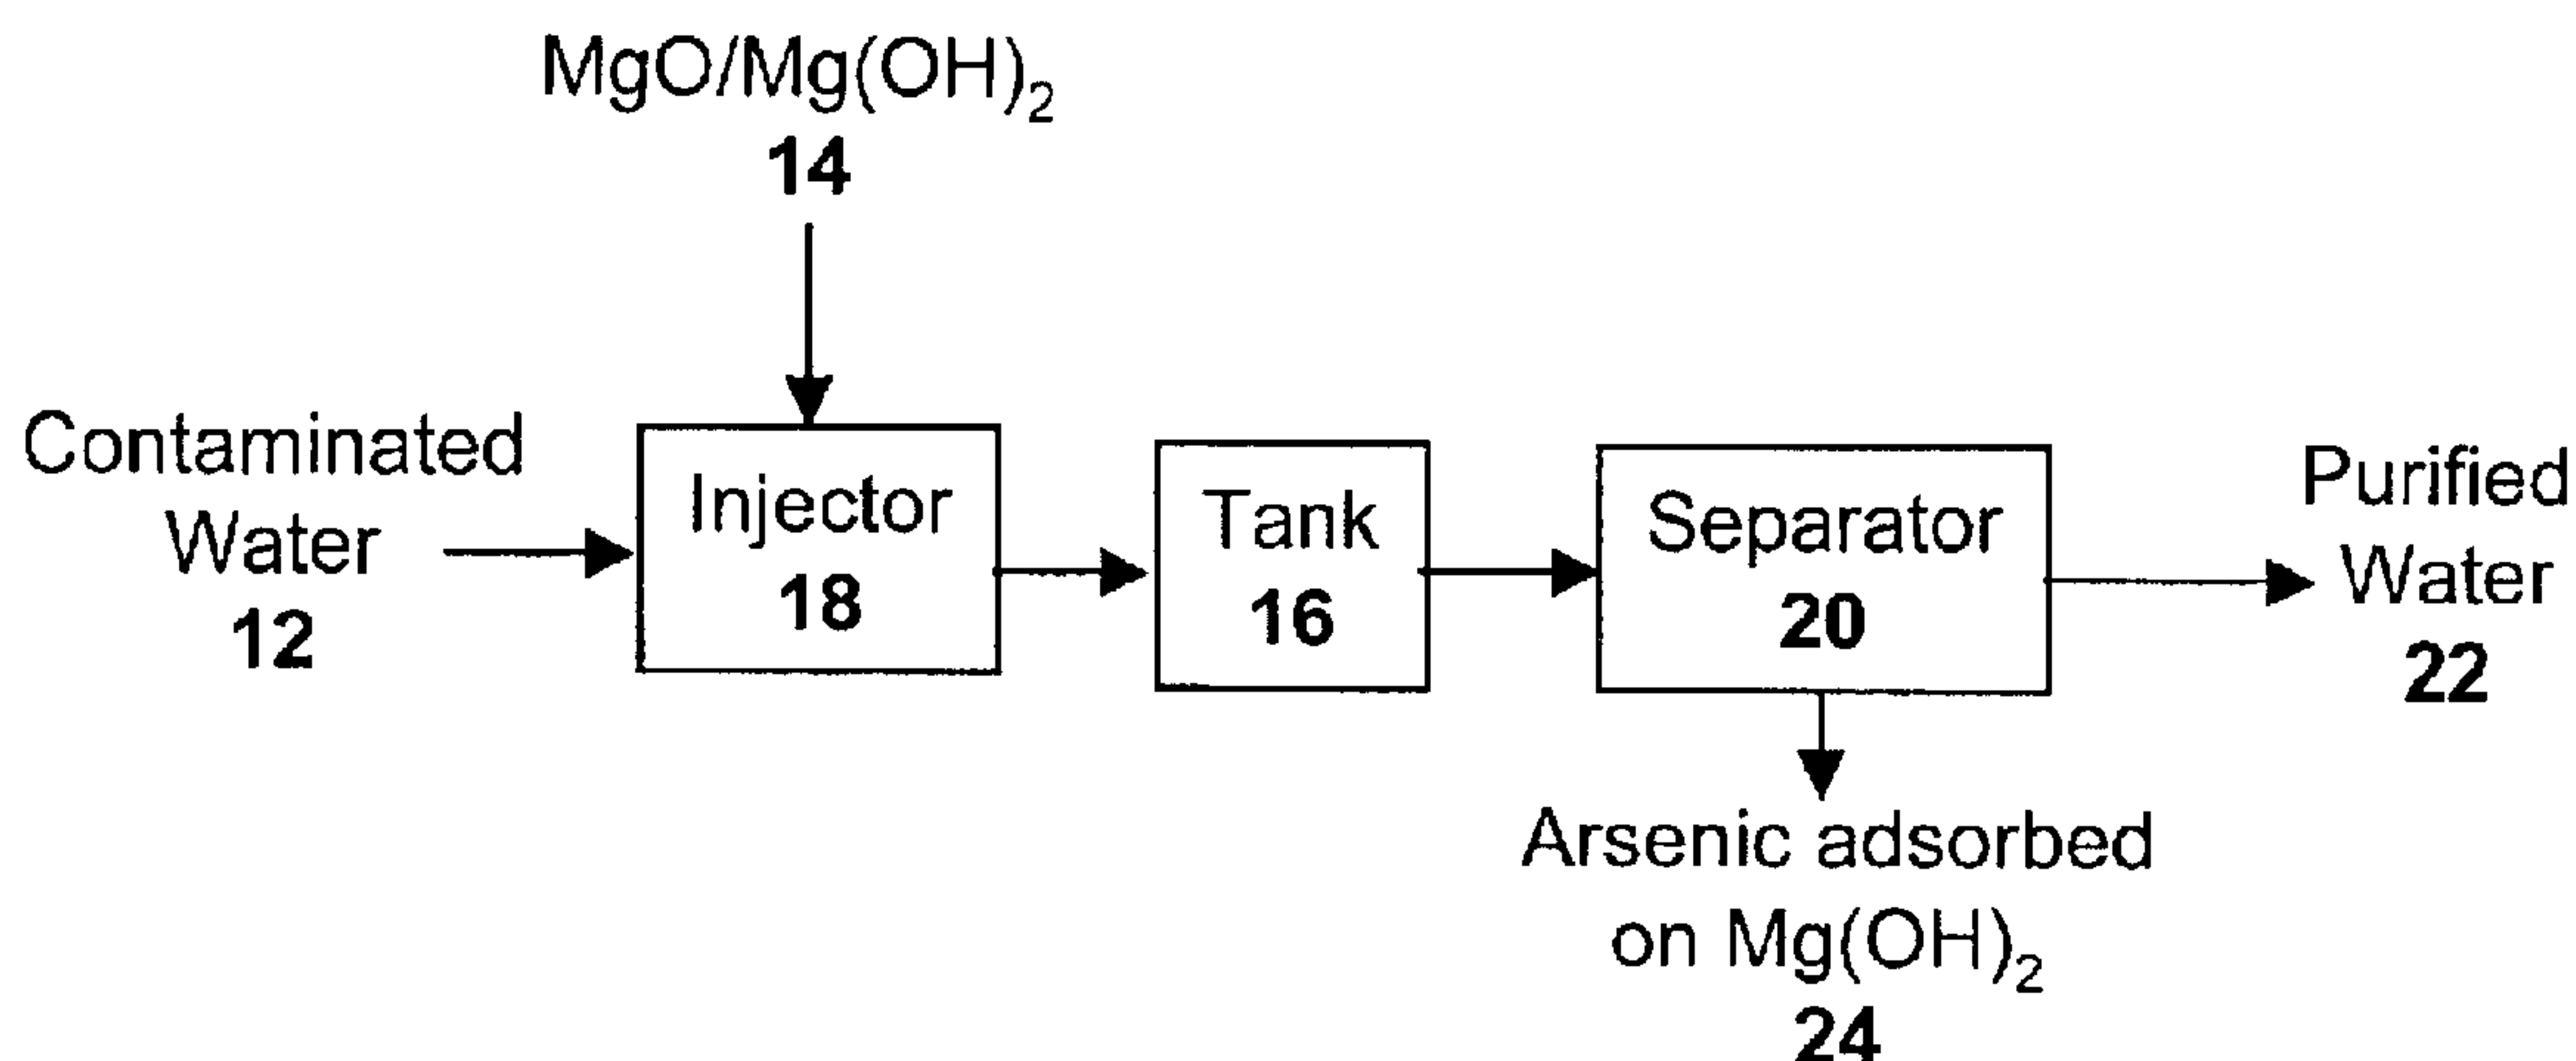 MgO/Mg(OH)₂
14
Contaminated
Water
12
Injector
18
Tank
16
Separator
20
Purified
Water
22
Arsenic adsorbed
on Mg(OH)₂
24